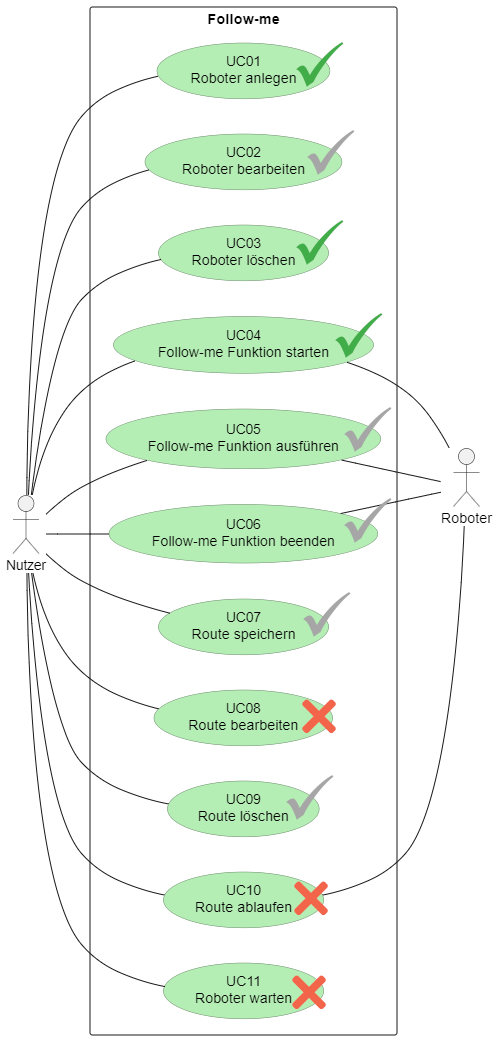 Follow-me
UC01
Roboter anlegen
UC02
Roboter bearbeiten
UC03
Roboter löschen
UC04
Follow-me Funktion starten
UC05
Follow-me Funktion ausführen
UC06
Follow-me Funktion beenden
UC07
Route speichern
UC08
Route bearbeiten
UC09
Route löschen
UC10
Route ablaufen
UC11
Roboter warten
Nutzer
Roboter